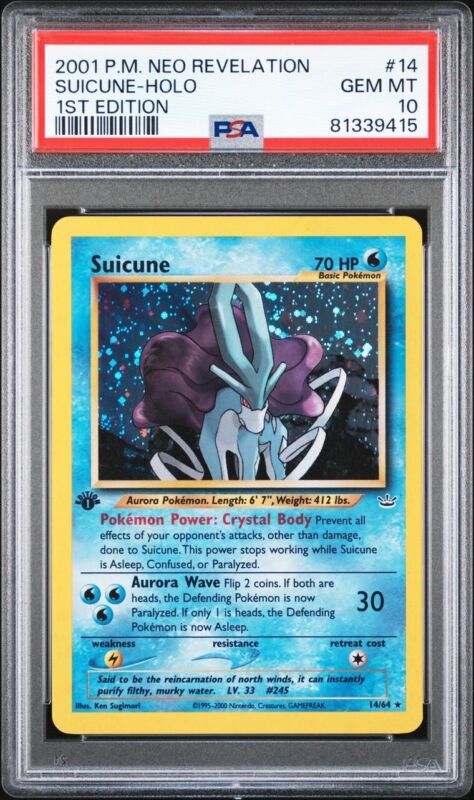 2001 P.M. NEO REVELATION #14
SUICUNE-HOLO GEM MT
1ST EDITION 10
PSA 81339415
Suicune 70 HP
Basic Pokémon
EDITION 1
Aurora Pokémon. Length: 6' 7", Weight: 412 lbs.
Pokémon Power: Crystal Body Prevent all
effects of your opponent's attacks, other than damage,
done to Suicune. This power stops working while Suicune
is Asleep, Confused, or Paralyzed.
Aurora Wave Flip 2 coins. If both are
heads, the Defending Pokémon is now
Paralyzed. If only 1 is heads, the Defending
Pokémon is now Asleep.
30
weakness resistance retreat cost
Said to be the reincarnation of north winds, it can instantly
purify filthy, murky water. LV. 33 #245
Illus. Ken Sugimori ©1995-2000 Nintendo, Creatures, GAMEFREAK. 14/64 ★
PSA